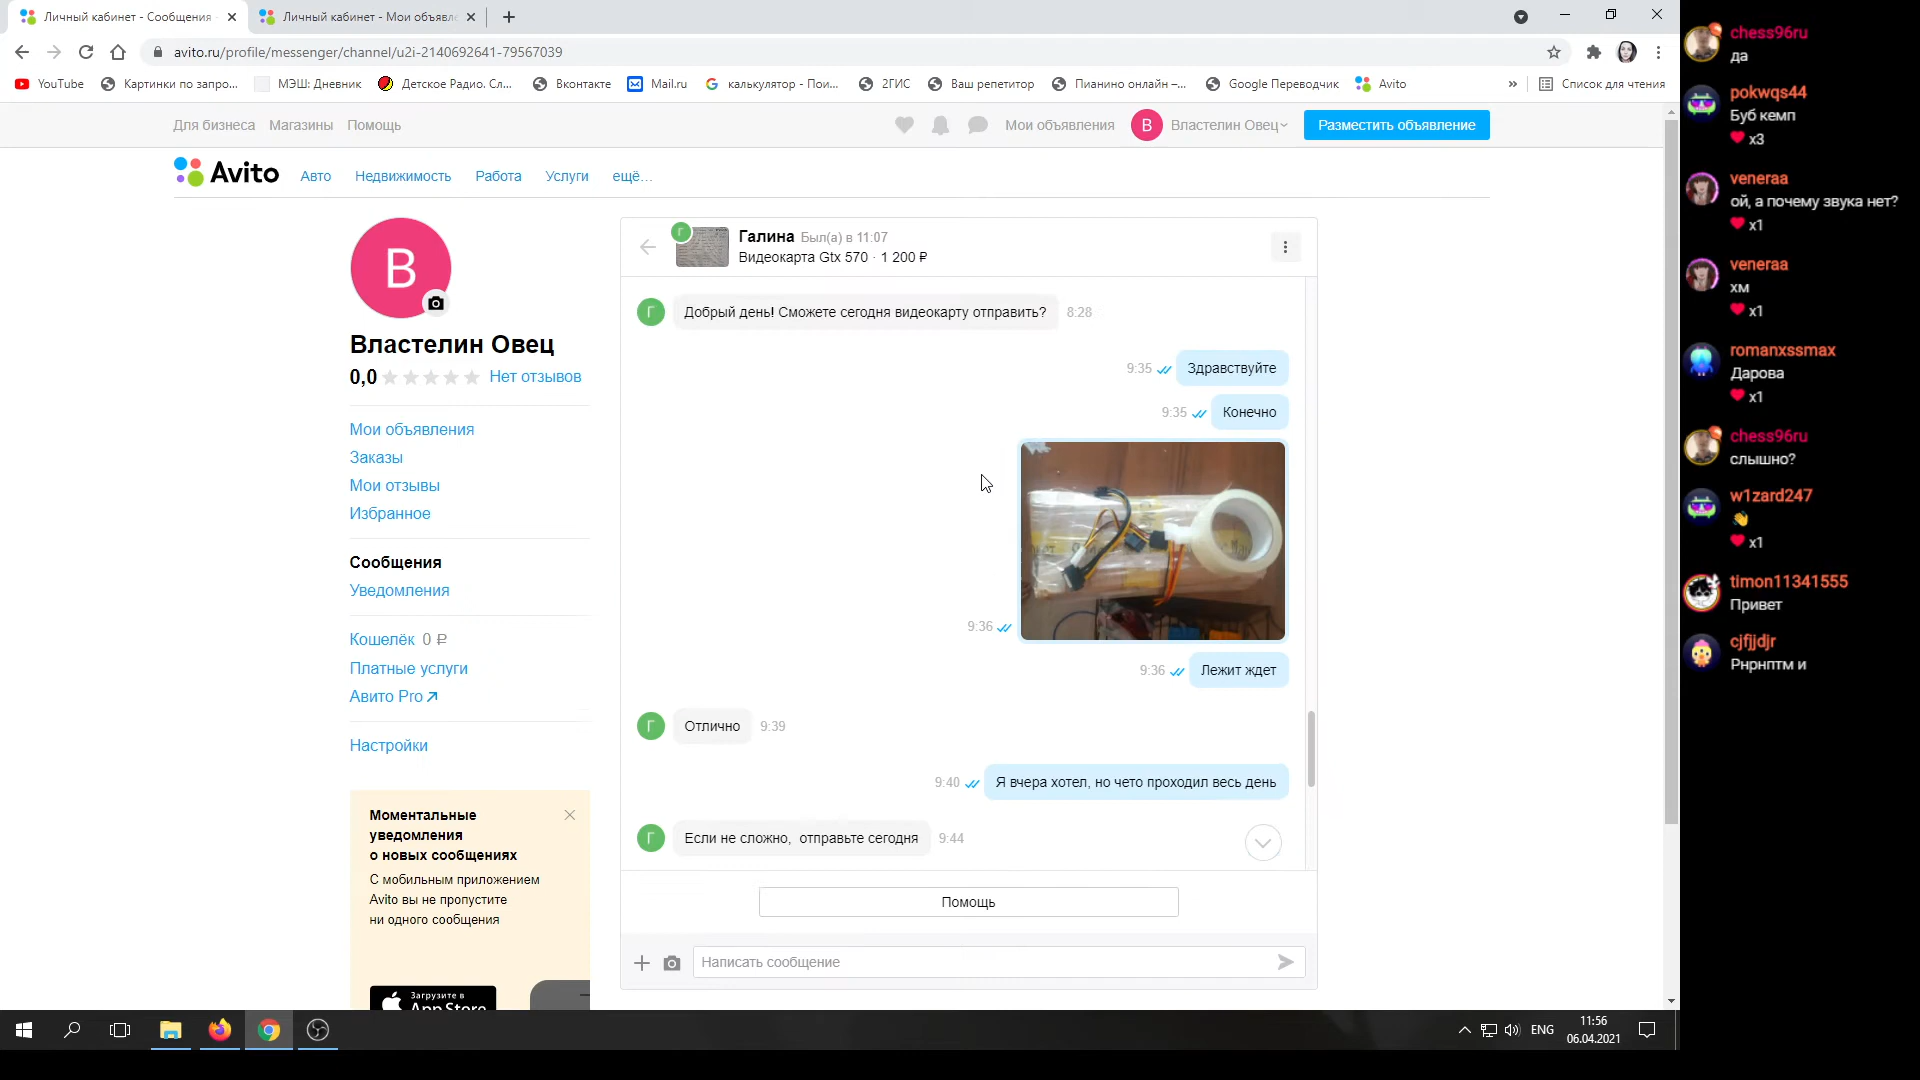 Личный кабинет - Сообщения
Личный кабинет - Мои объявле
avito.ru/profile/messenger/channel/u2i-2140692641-79567039
YouTube
Картинки по запро...
МЭШ: Дневник
Детское Радио. Сл...
Вконтакте
Mail.ru
калькулятор - Пои...
2ГИС
Ваш репетитор
Пианино онлайн –...
Google Переводчик
Avito
»
Список для чтения
Для бизнеса Магазины Помощь
Мои объявления
В
Властелин Овец
Разместить объявление
Avito
Авто Недвижимость Работа Услуги ещё...
В
Властелин Овец
0,0 Нет отзывов
Мои объявления
Заказы
Мои отзывы
Избранное
Сообщения
Уведомления
Кошелёк 0 ₽
Платные услуги
Авито Pro
Настройки
Моментальные
уведомления
о новых сообщениях
С мобильным приложением
Avito вы не пропустите
ни одного сообщения
Загрузите в
App Store
Г
Галина Был(а) в 11:07
Видеокарта Gtx 570 · 1 200 ₽
Г Добрый день! Сможете сегодня видеокарту отправить? 8:28
9:35 Здравствуйте
9:35 Конечно
9:36
9:36 Лежит ждет
Г Отлично 9:39
9:40 Я вчера хотел, но чето проходил весь день
Г Если не сложно, отправьте сегодня 9:44
Помощь
Написать сообщение
ENG
11:56
06.04.2021
chess96ru
да
pokwqs44
Буб кемп
x3
veneraa
ой, а почему звука нет?
x1
veneraa
хм
x1
romanxssmax
Дарова
x1
chess96ru
слышно?
w1zard247
x1
timon11341555
Привет
cjfjjdjr
Рнрнптм и